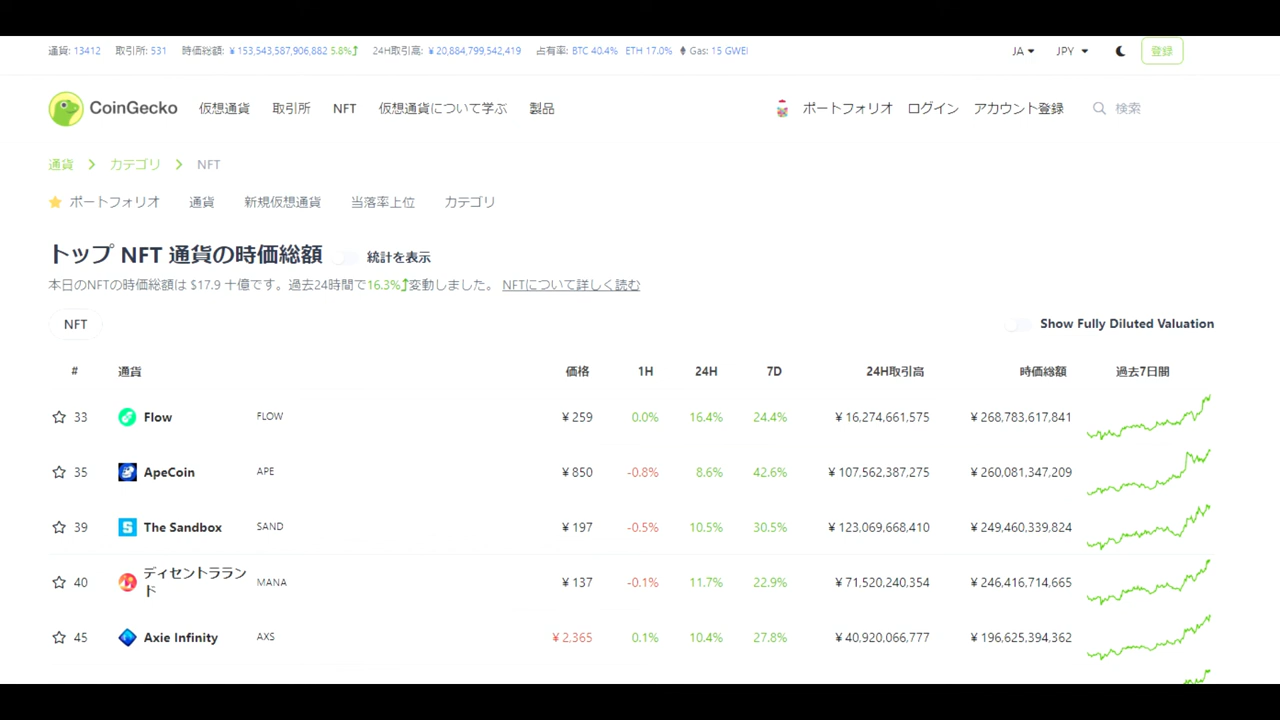 通貨: 13412 取引所: 531 時価総額: ¥153,543,587,906,882 5.8% 24H取引高: ¥20,884,799,542,419 占有率: BTC 40.4% ETH 17.0% Gas: 15 GWEI JA JPY 登録
CoinGecko 仮想通貨 取引所 NFT 仮想通貨について学ぶ 製品 ポートフォリオ ログイン アカウント登録 検索
通貨 > カテゴリ > NFT
ポートフォリオ 通貨 新規仮想通貨 当落率上位 カテゴリ
トップ NFT 通貨の時価総額 統計を表示
本日のNFTの時価総額は $17.9 十億です。過去24時間で16.3%変動しました。 NFTについて詳しく読む
NFT Show Fully Diluted Valuation
# 通貨 価格 1H 24H 7D 24H取引高 時価総額 過去7日間
33 Flow FLOW ¥259 0.0% 16.4% 24.4% ¥16,274,661,575 ¥268,783,617,841
35 ApeCoin APE ¥850 -0.8% 8.6% 42.6% ¥107,562,387,275 ¥260,081,347,209
39 The Sandbox SAND ¥197 -0.5% 10.5% 30.5% ¥123,069,668,410 ¥249,460,339,824
40 ディセントラランド MANA ¥137 -0.1% 11.7% 22.9% ¥71,520,240,354 ¥246,416,714,665
45 Axie Infinity AXS ¥2,365 0.1% 10.4% 27.8% ¥40,920,066,777 ¥196,625,394,362